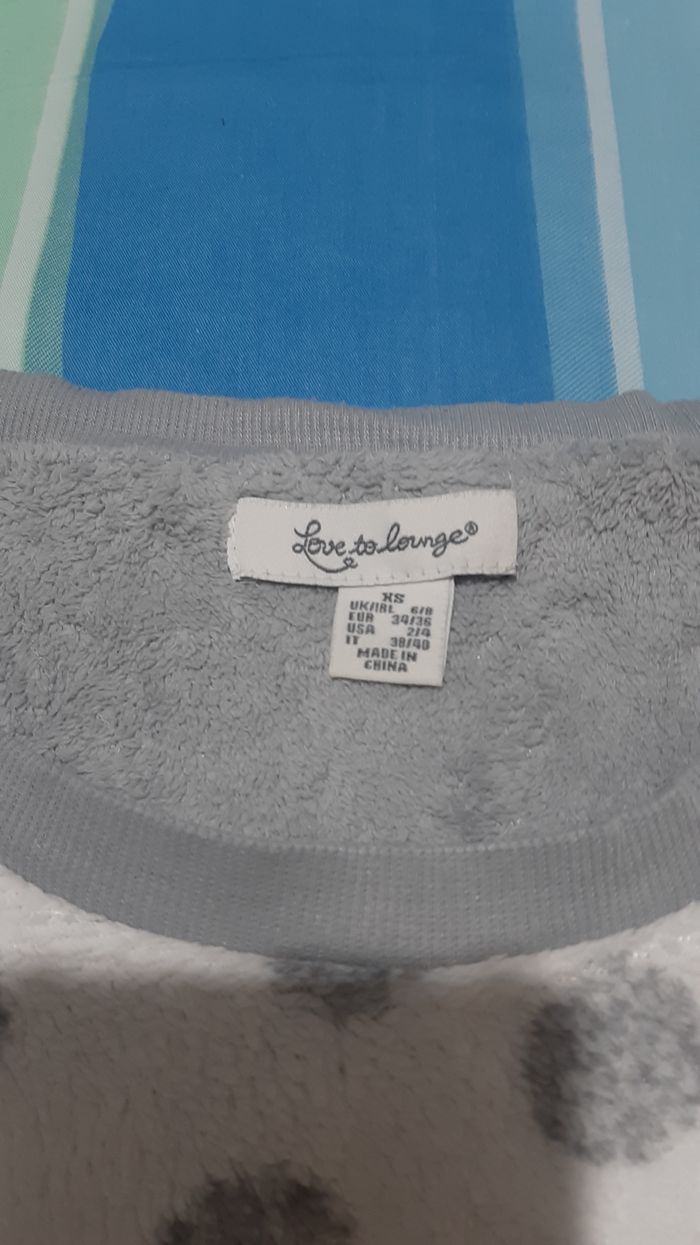 Love to lounge®
XS
UK/IRL 6/8
EUR 34/36
USA 2/4
IT 38/40
MADE IN
CHINA